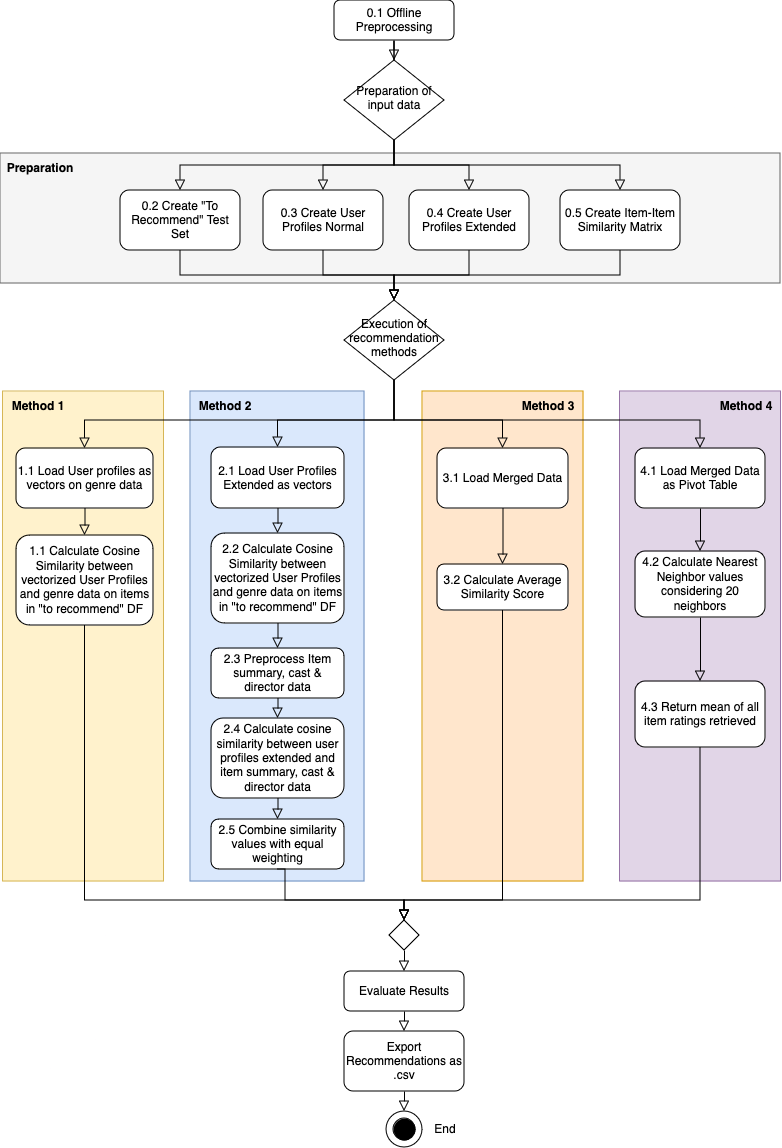 0.1 Offline
Preprocessing
Preparation of
input data
Preparation
0.2 Create "To
Recommend" Test
Set
0.3 Create User
Profiles Normal
0.4 Create User
Profiles Extended
0.5 Create Item-Item
Similarity Matrix
Execution of
recommendation
methods
Method 1
1.1 Load User profiles as
vectors on genre data
1.1 Calculate Cosine
Similarity between
vectorized User Profiles
and genre data on items
in "to recommend" DF
Method 2
2.1 Load User Profiles
Extended as vectors
2.2 Calculate Cosine
Similarity between
vectorized User Profiles
and genre data on items
in "to recommend" DF
2.3 Preprocess Item
summary, cast &
director data
2.4 Calculate cosine
similarity between user
profiles extended and
item summary, cast &
director data
2.5 Combine similarity
values with equal
weighting
Method 3
3.1 Load Merged Data
3.2 Calculate Average
Similarity Score
Method 4
4.1 Load Merged Data
as Pivot Table
4.2 Calculate Nearest
Neighbor values
considering 20
neighbors
4.3 Return mean of all
item ratings retrieved
Evaluate Results
Export
Recommendations as
.csv
End